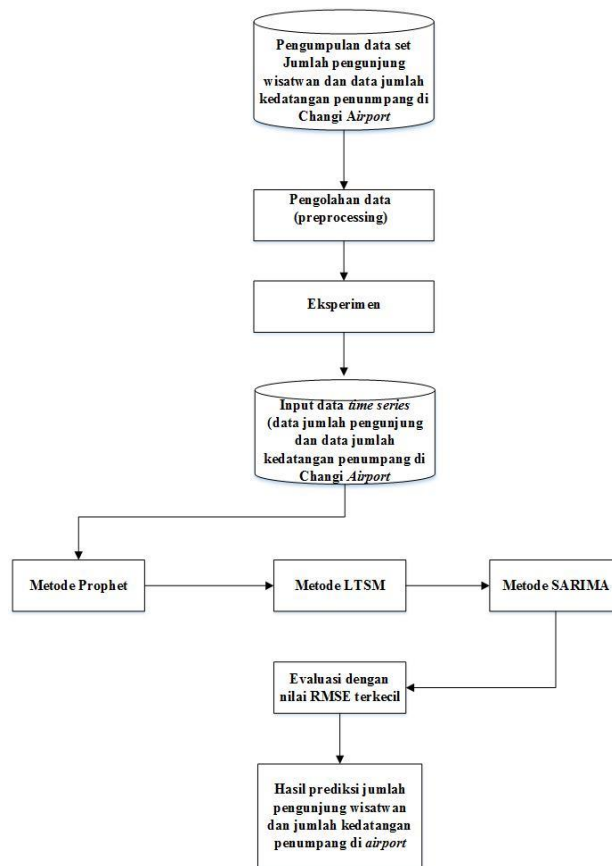 Pengumpulan data set
Jumlah pengunjung
wisatwan dan data jumlah
kedatangan penunmpang di
Changi Airport
Pengolahan data
(preprocessing)
Eksperimen
Input data time series
(data jumlah pengunjung
dan data jumlah
kedatangan penumpang di
Changi Airport
Metode Prophet
Metode LTSM
Metode SARIMA
Evaluasi dengan
nilai RMSE terkecil
Hasil prediksi jumlah
pengunjung wisatwan
dan jumlah kedatangan
penumpang di airport